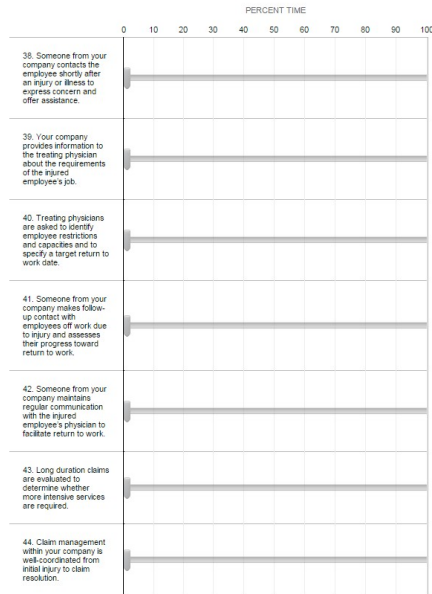 PERCENT TIME
0 10 20 30 40 50 60 70 80 90 100
38. Someone from your
company contacts the
employee shortly after
an injury or illness to
express concern and
offer assistance.
39. Your company
provides information to
the treating physician
about the requirements
of the injured
employee's job.
40. Treating physicians
are asked to identify
employee restrictions
and capacities and to
specify a target return to
work date.
41. Someone from your
company makes follow-
up contact with
employees off work due
to injury and assesses
their progress toward
return to work.
42. Someone from your
company maintains
regular communication
with the injured
employee's physician to
facilitate return to work.
43. Long duration claims
are evaluated to
determine whether
more intensive services
are required.
44. Claim management
within your company is
well-coordinated from
initial injury to claim
resolution.